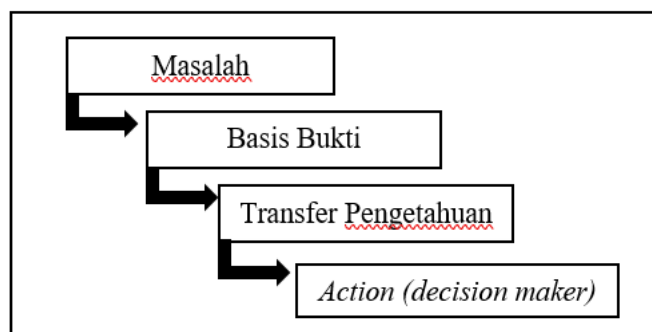 Masalah
Basis Bukti
Transfer Pengetahuan
Action (decision maker)